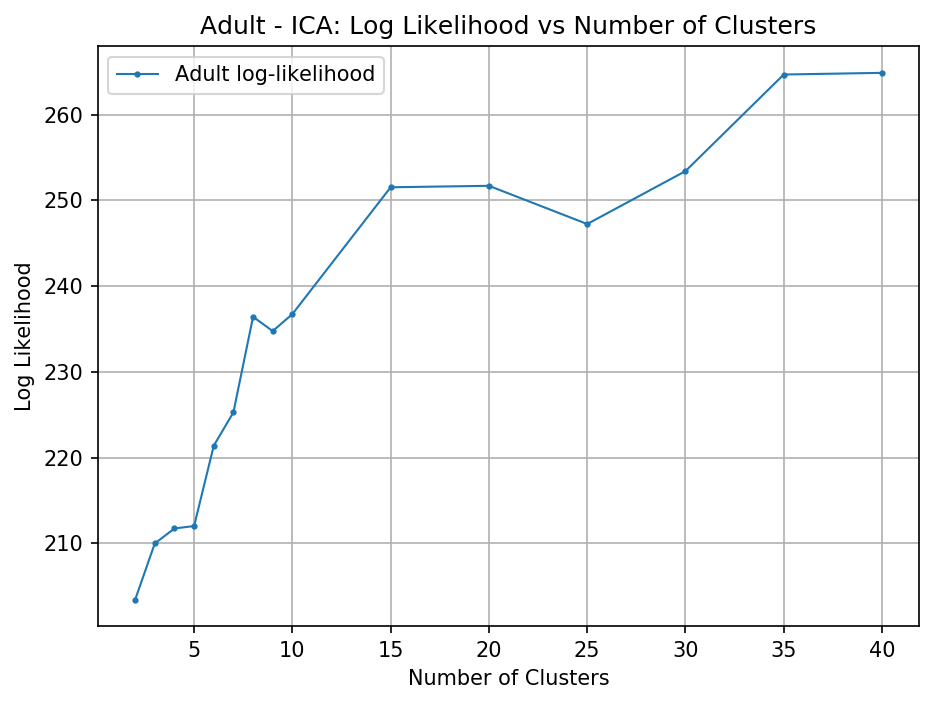 Adult - ICA: Log Likelihood vs Number of Clusters
Adult log-likelihood
Log Likelihood
260
250
240
230
220
210
5 10 15 20 25 30 35 40
Number of Clusters